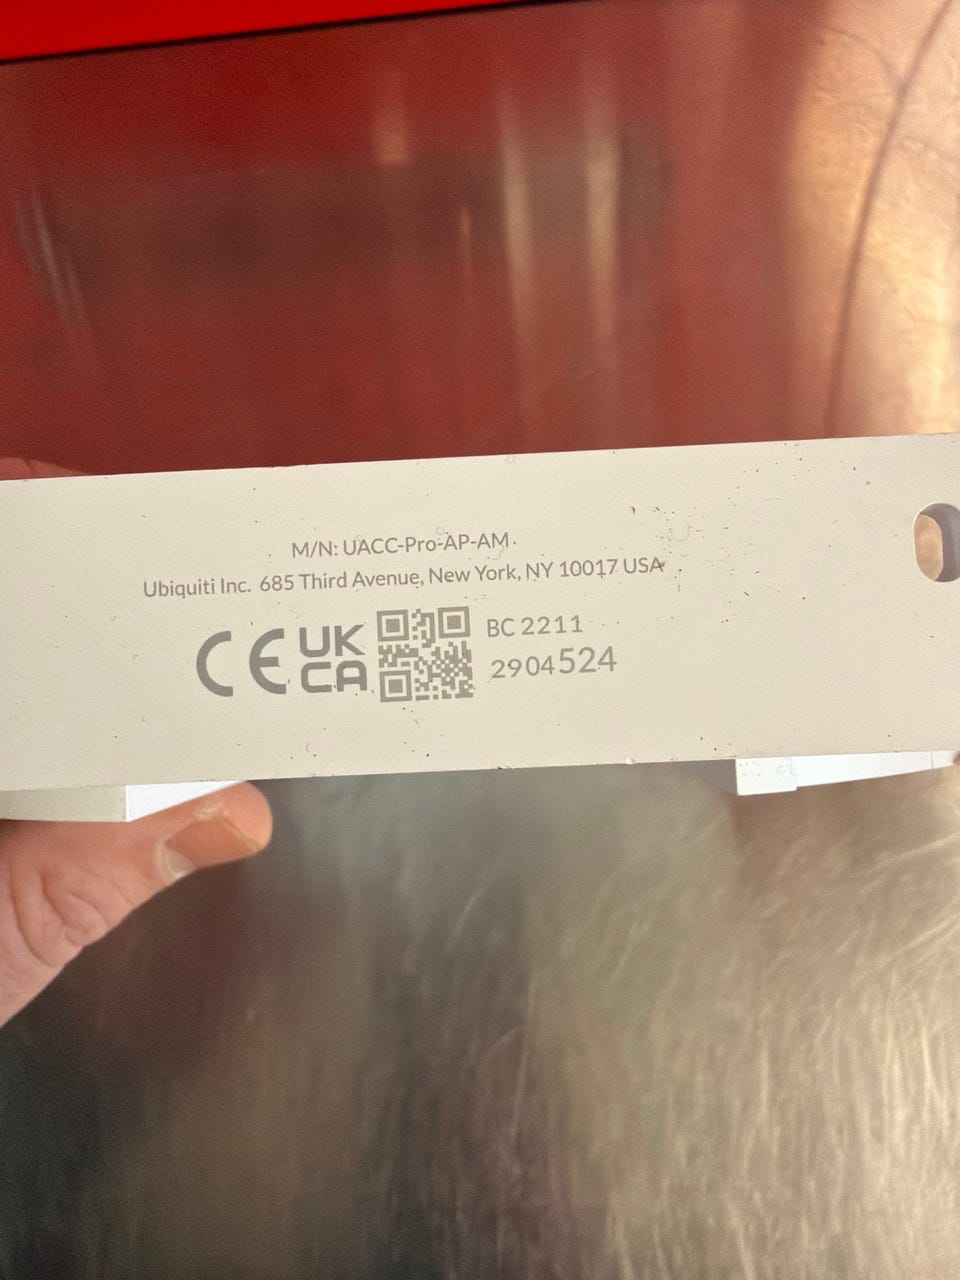 M/N: UACC-Pro-AP-AM
Ubiquiti Inc. 685 Third Avenue, New York, NY 10017 USA
CE UK CA
BC 2211
2904524